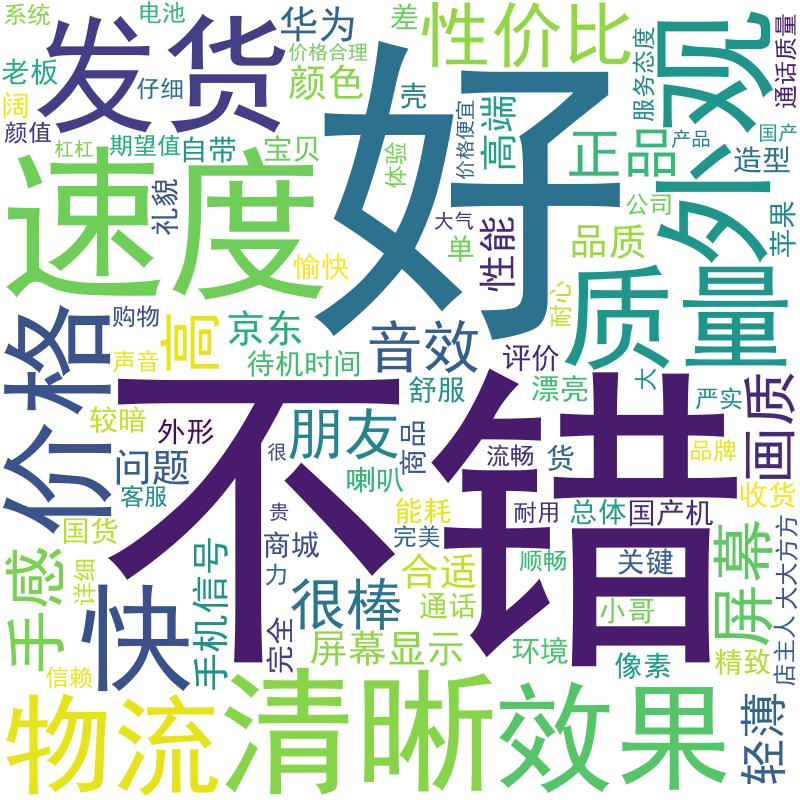 系统
电池
华为
差
性价比
外观
通话质量
发货
老板
仔细
价格合理
颜色
壳
好
价格便宜
高端
服务态度
阔
颜值
杠杠
期望值
自带
宝贝
体验
正品
产品
国产
造型
速度
礼貌
大气
公司
苹果
愉快
单
性能
品质
质量
耐心
价格
购物
高
京东
音效
声音
待机时间
评价
舒服
漂亮
大
严实
画质
不错
较暗
外形
朋友
商品
很
流畅
货
品牌
问题
客服
喇叭
收货
贵
能耗
耐用
总体
国产机
国货
商城
完美
手感
手机信号
详细
快
力
合适
顺畅
关键
屏幕
大大方方
很棒
通话
小哥
完全
屏幕显示
环境
像素
精致
店主人
信赖
物流
清晰
效果
轻薄